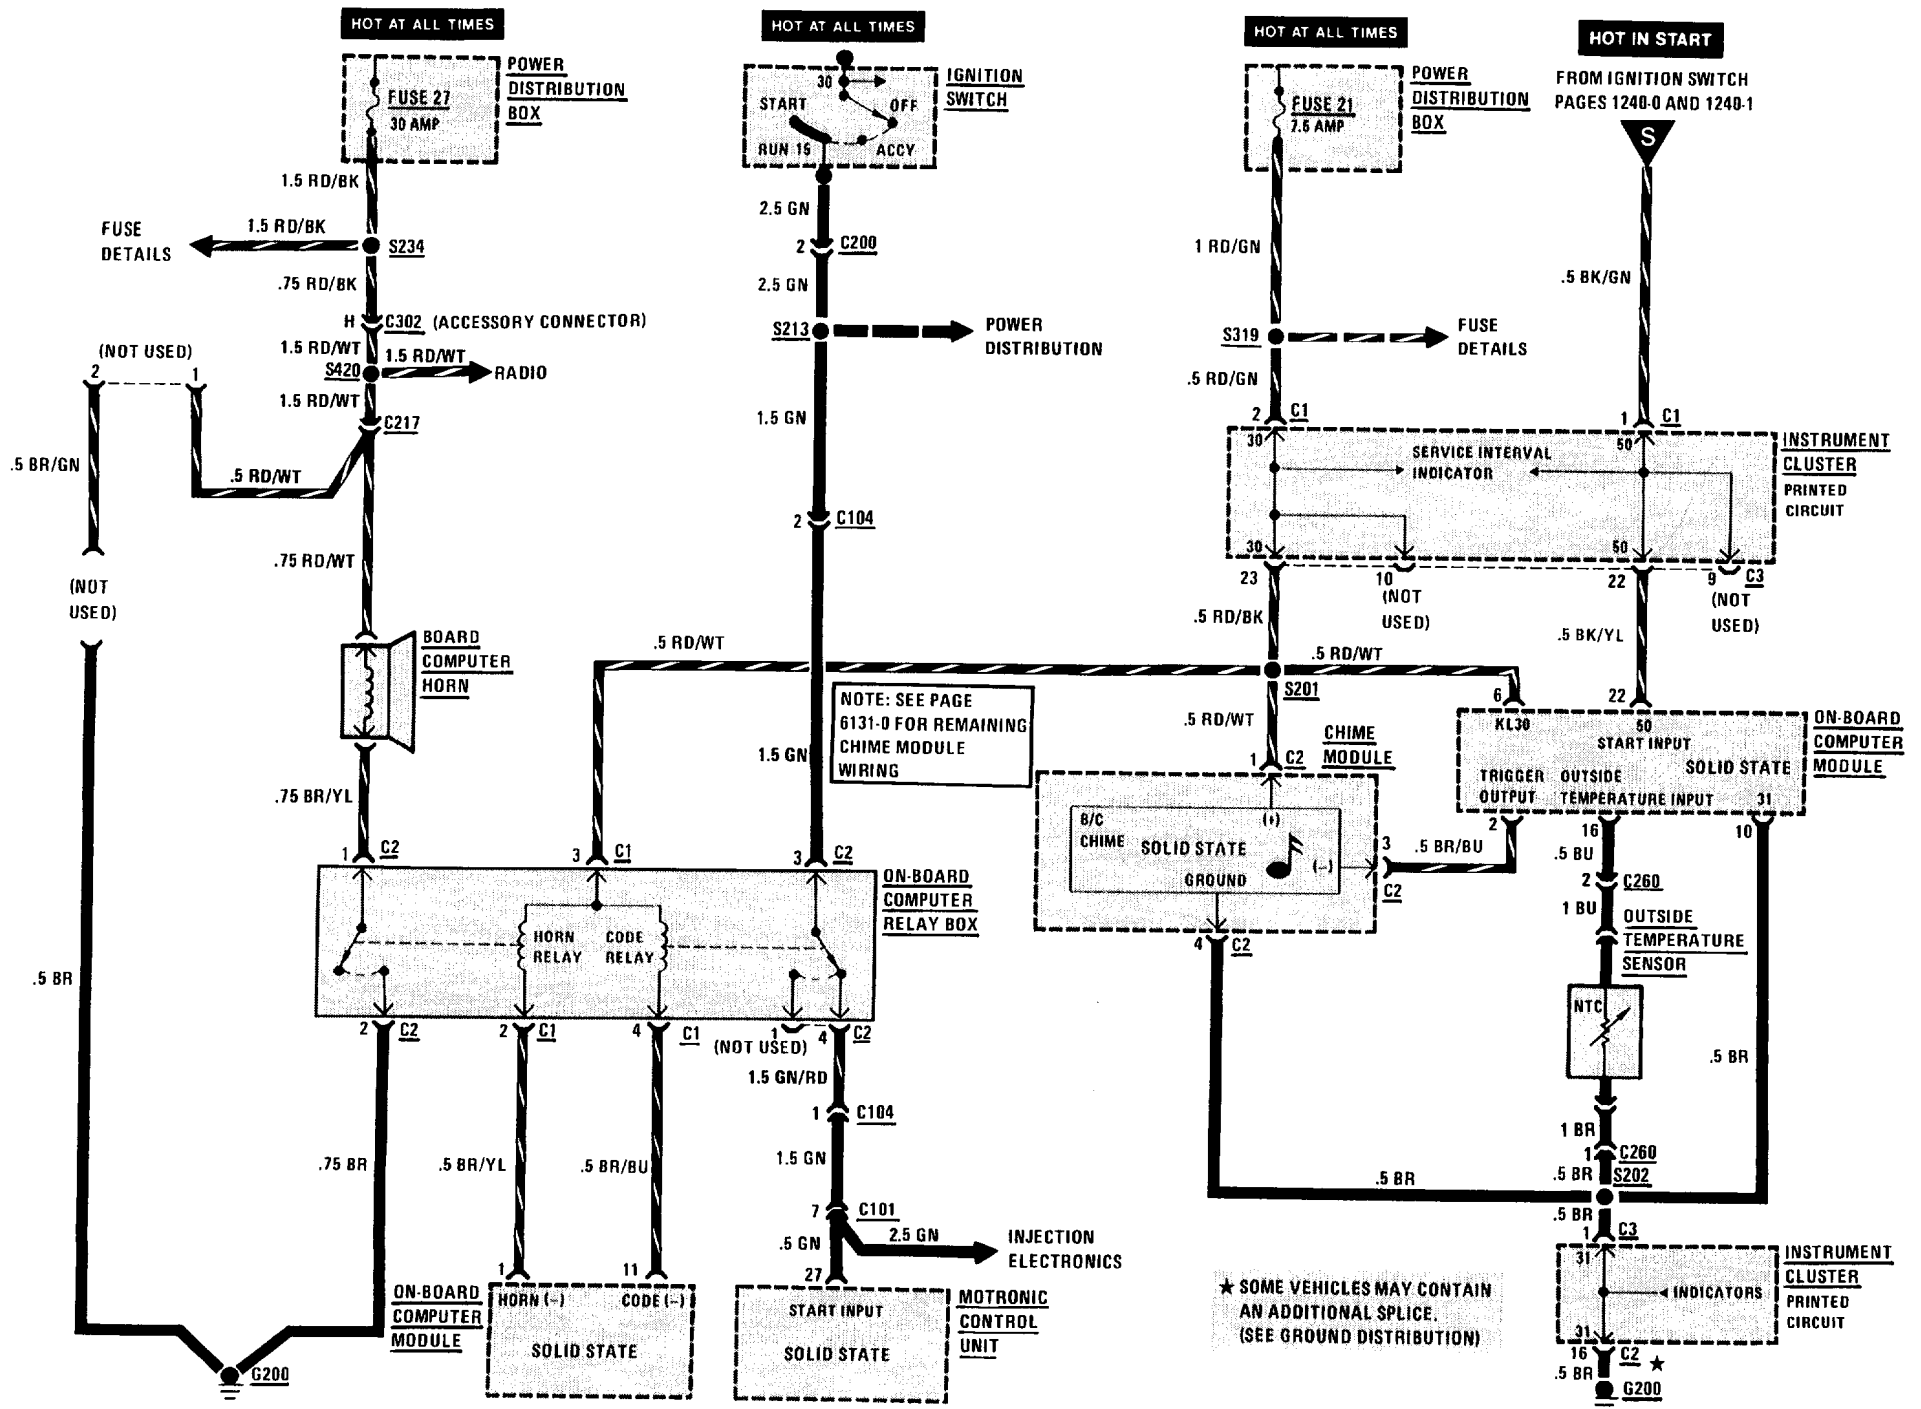 HOT AT ALL TIMES
HOT AT ALL TIMES
HOT AT ALL TIMES
HOT IN START
POWER
DISTRIBUTION
BOX
FUSE 27
30 AMP
IGNITION
SWITCH
30
START
OFF
RUN 15
ACCY
POWER
DISTRIBUTION
BOX
FUSE 21
7.5 AMP
FROM IGNITION SWITCH
PAGES 1240-0 AND 1240-1
S
1.5 RD/BK
FUSE
DETAILS
1.5 RD/BK
S234
.75 RD/BK
H C302 (ACCESSORY CONNECTOR)
1.5 RD/WT
1.5 RD/WT
S420
RADIO
1.5 RD/WT
C217
(NOT USED)
2
1
.5 BR/GN
.5 RD/WT
(NOT
USED)
.75 RD/WT
BOARD
COMPUTER
HORN
.75 BR/YL
2.5 GN
2 C200
2.5 GN
S213
POWER
DISTRIBUTION
1.5 GN
2 C104
1.5 GN
1 RD/GN
S319
FUSE
DETAILS
.5 RD/GN
2 C1
.5 BK/GN
1 C1
30
50
SERVICE INTERVAL
INDICATOR
30
50
INSTRUMENT
CLUSTER
PRINTED
CIRCUIT
23
10
(NOT
USED)
22
9 C3
(NOT
USED)
.5 RD/BK
.5 BK/YL
.5 RD/WT
.5 RD/WT
S201
6
22
.5 RD/WT
NOTE: SEE PAGE
6131-0 FOR REMAINING
CHIME MODULE
WIRING
CHIME
MODULE
1 C2
B/C
CHIME
(+)
SOLID STATE
(–)
GROUND
3
C2
4 C2
.5 BR/BU
KL30
50
START INPUT
SOLID STATE
TRIGGER
OUTPUT
OUTSIDE
TEMPERATURE INPUT
31
ON-BOARD
COMPUTER
MODULE
2
16
10
.5 BU
2 C260
1 BU
OUTSIDE
TEMPERATURE
SENSOR
NTC
.5 BR
1 BR
1 C260
.5 BR
S202
.5 BR
.5 BR
1 C3
31
INDICATORS
31
INSTRUMENT
CLUSTER
PRINTED
CIRCUIT
16 C2 ★
.5 BR
G200
1 C2
3 C1
3 C2
HORN
RELAY
CODE
RELAY
ON-BOARD
COMPUTER
RELAY BOX
2 C2
2 C1
4 C1
1
(NOT USED)
4 C2
.5 BR
.75 BR
.5 BR/YL
.5 BR/BU
1.5 GN/RD
1 C104
1.5 GN
7 C101
.5 GN
2.5 GN
INJECTION
ELECTRONICS
27
G200
1
11
ON-BOARD
COMPUTER
MODULE
HORN (–)
CODE (–)
SOLID STATE
START INPUT
SOLID STATE
MOTRONIC
CONTROL
UNIT
★ SOME VEHICLES MAY CONTAIN
AN ADDITIONAL SPLICE.
(SEE GROUND DISTRIBUTION)